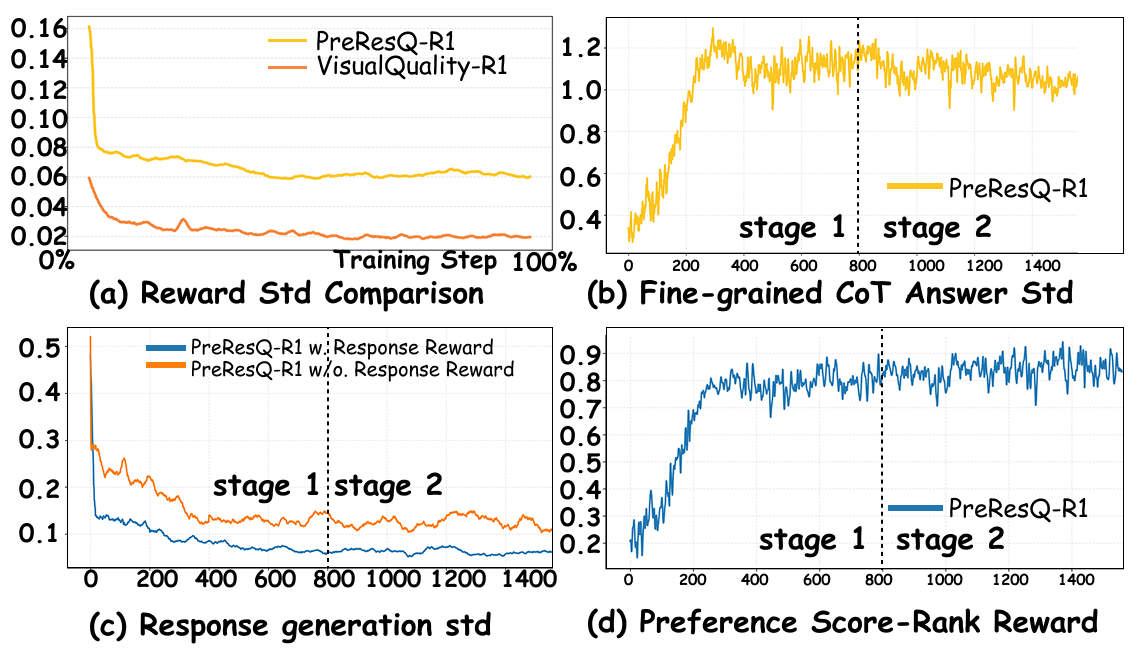 0.16
0.14
0.12
0.10
0.08
0.06
0.04
0.02
PreResQ-R1
VisualQuality-R1
0%
Training Step
100%
(a) Reward Std Comparison
1.2
1.0
0.8
0.6
0.4
PreResQ-R1
stage 1
stage 2
0 200 400 600 800 1000 1200 1400
(b) Fine-grained CoT Answer Std
0.5
0.4
0.3
0.2
0.1
PreResQ-R1 w. Response Reward
PreResQ-R1 w/o. Response Reward
stage 1
stage 2
0 200 400 600 800 1000 1200 1400
(c) Response generation std
0.9
0.8
0.7
0.6
0.5
0.4
0.3
0.2
PreResQ-R1
stage 1
stage 2
0 200 400 600 800 1000 1200 1400
(d) Preference Score-Rank Reward